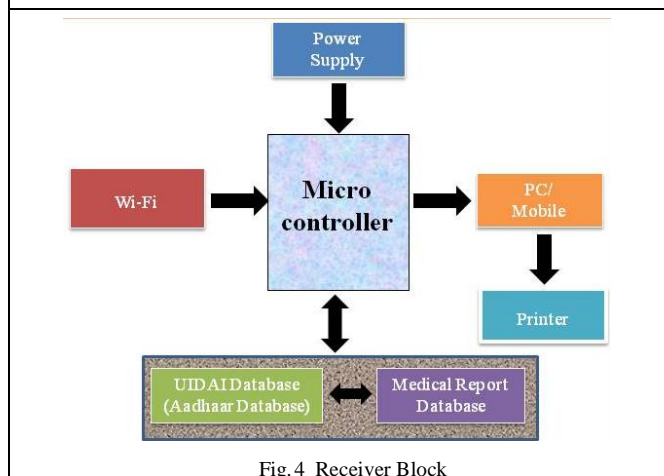 Power
Supply
Wi-Fi
Micro
controller
PC/
Mobile
Printer
UIDAI Database
(Aadhaar Database)
Medical Report
Database
Fig. 4 Receiver Block